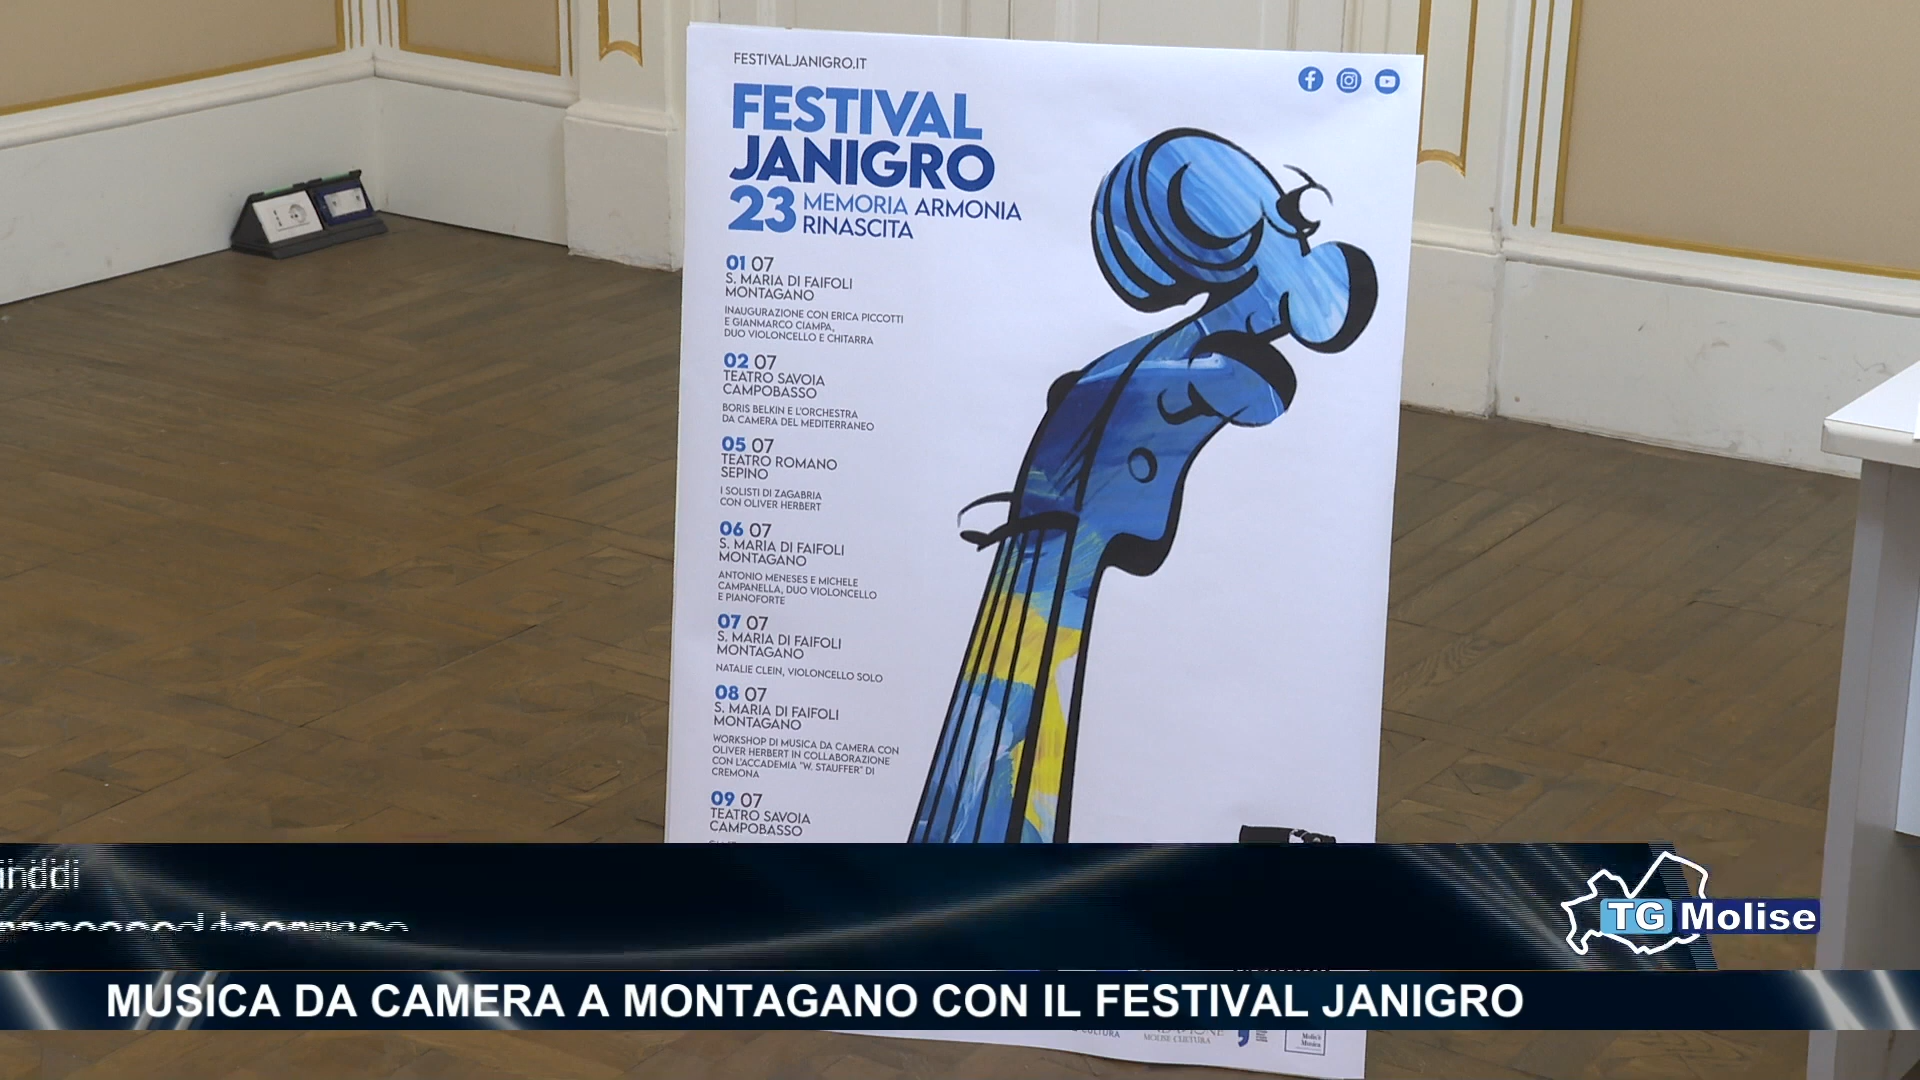 FESTIVALJANIGRO.IT
FESTIVAL
JANIGRO
23 MEMORIA ARMONIA
RINASCITA
01 07
S. MARIA DI FAIFOLI
MONTAGANO
INAUGURAZIONE CON ERICA PICCOTTI
E GIANMARCO CIAMPA,
DUO VIOLONCELLO E CHITARRA
02 07
TEATRO SAVOIA
CAMPOBASSO
BORIS BELKIN E L'ORCHESTRA
DA CAMERA DEL MEDITERRANEO
05 07
TEATRO ROMANO
SEPINO
I SOLISTI DI ZAGABRIA
CON OLIVER HERBERT
06 07
S. MARIA DI FAIFOLI
MONTAGANO
ANTONIO MENESES E MICHELE
CAMPANELLA, DUO VIOLONCELLO
E PIANOFORTE
07 07
S. MARIA DI FAIFOLI
MONTAGANO
NATALIE CLEIN, VIOLONCELLO SOLO
08 07
S. MARIA DI FAIFOLI
MONTAGANO
WORKSHOP DI MUSICA DA CAMERA CON
OLIVER HERBERT IN COLLABORAZIONE
CON L'ACCADEMIA "W. STAUFFER" DI
CREMONA
09 07
TEATRO SAVOIA
CAMPOBASSO
TG Molise
MUSICA DA CAMERA A MONTAGANO CON IL FESTIVAL JANIGRO
MOLISE CULTURA